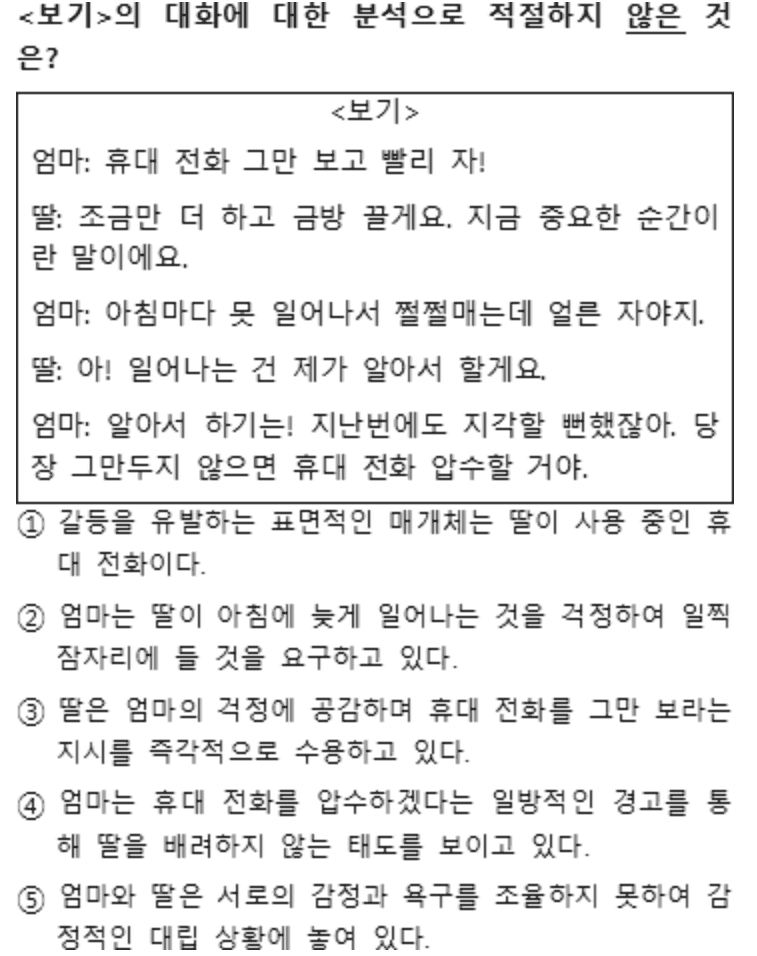 <보기>의 대화에 대한 분석으로 적절하지 않은 것
은?
<보기>
엄마: 휴대 전화 그만 보고 빨리 자!
딸: 조금만 더 하고 금방 끌게요. 지금 중요한 순간이
란 말이에요.
엄마: 아침마다 못 일어나서 쩔쩔매는데 얼른 자야지.
딸: 아! 일어나는 건 제가 알아서 할게요.
엄마: 알아서 하기는! 지난번에도 지각할 뻔했잖아. 당
장 그만두지 않으면 휴대 전화 압수할 거야.
① 갈등을 유발하는 표면적인 매개체는 딸이 사용 중인 휴
대 전화이다.
② 엄마는 딸이 아침에 늦게 일어나는 것을 걱정하여 일찍
잠자리에 들 것을 요구하고 있다.
③ 딸은 엄마의 걱정에 공감하며 휴대 전화를 그만 보라는
지시를 즉각적으로 수용하고 있다.
④ 엄마는 휴대 전화를 압수하겠다는 일방적인 경고를 통
해 딸을 배려하지 않는 태도를 보이고 있다.
⑤ 엄마와 딸은 서로의 감정과 욕구를 조율하지 못하여 감
정적인 대립 상황에 놓여 있다.